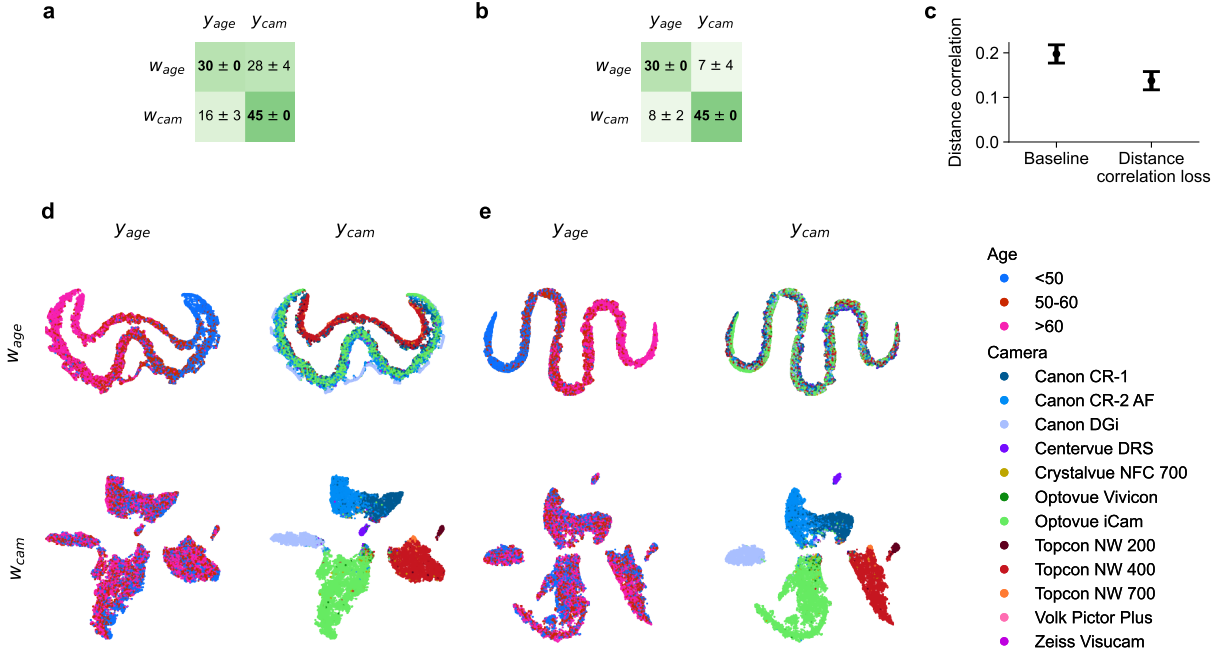 a
y_age y_cam
w_age 30 ± 0 28 ± 4
w_cam 16 ± 3 45 ± 0
b
y_age y_cam
w_age 30 ± 0 7 ± 4
w_cam 8 ± 2 45 ± 0
c
Distance correlation
0.2
0.1
0.0
Baseline
Distance
correlation loss
d
y_age y_cam
w_age
w_cam
e
y_age y_cam
Age
<50
50-60
>60
Camera
Canon CR-1
Canon CR-2 AF
Canon DGi
Centervue DRS
Crystalvue NFC 700
Optovue Vivicon
Optovue iCam
Topcon NW 200
Topcon NW 400
Topcon NW 700
Volk Pictor Plus
Zeiss Visucam